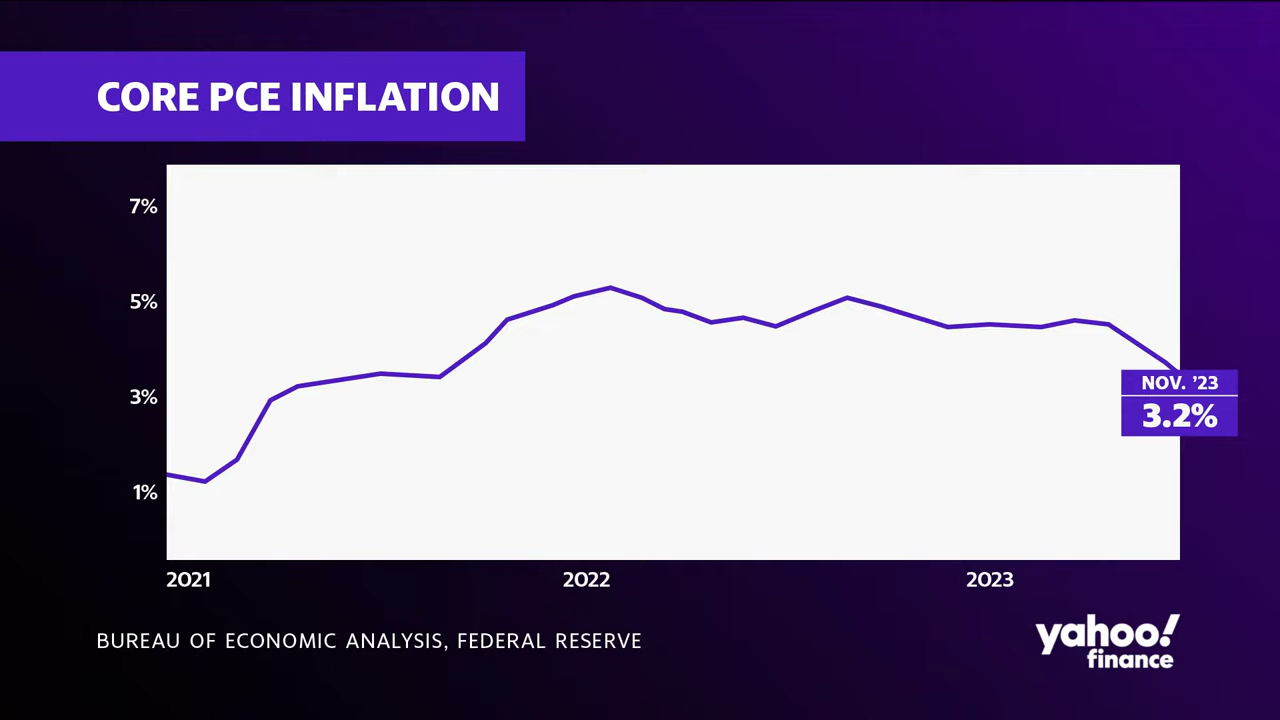 CORE PCE INFLATION
7%
5%
3%
1%
NOV. ’23
3.2%
2021 2022 2023
BUREAU OF ECONOMIC ANALYSIS, FEDERAL RESERVE
yahoo!
finance